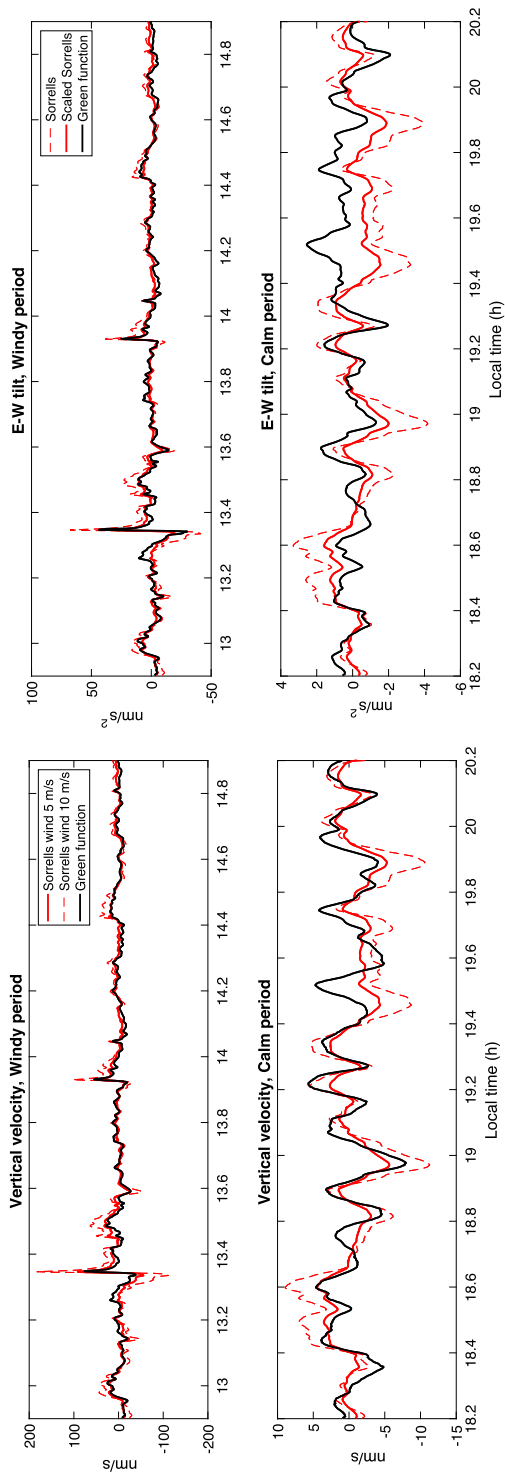 Vertical velocity, Windy period
200
100
0
-100
-200
nm/s
Sorrells wind 5 m/s
Sorrells wind 10 m/s
Green function
13 13.2 13.4 13.6 13.8 14 14.2 14.4 14.6 14.8
E-W tilt, Windy period
100
50
0
-50
nm/s²
Sorrells
Scaled Sorrells
Green function
13 13.2 13.4 13.6 13.8 14 14.2 14.4 14.6 14.8
Vertical velocity, Calm period
10
5
0
-5
-10
-15
nm/s
18.2 18.4 18.6 18.8 19 19.2 19.4 19.6 19.8 20 20.2
Local time (h)
E-W tilt, Calm period
4
2
0
-2
-4
-6
nm/s²
18.2 18.4 18.6 18.8 19 19.2 19.4 19.6 19.8 20 20.2
Local time (h)